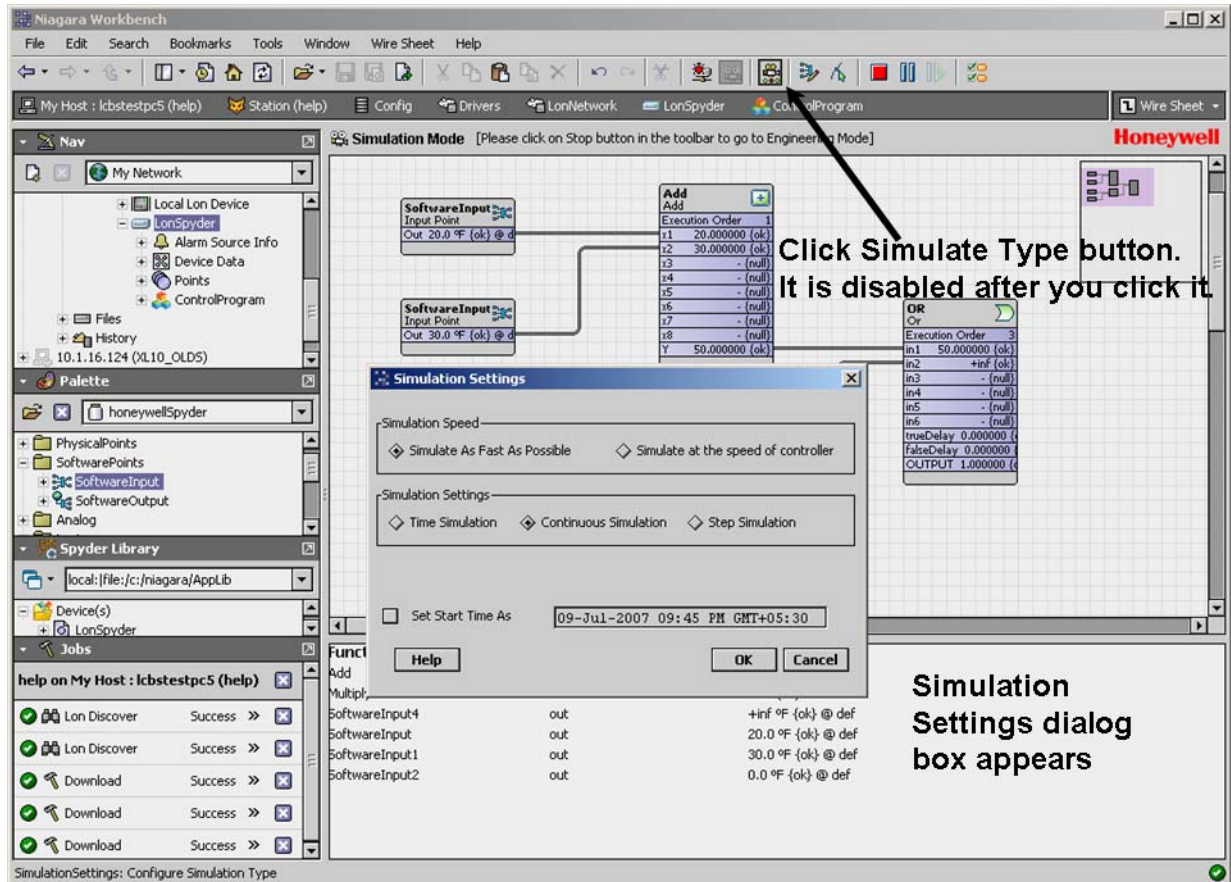 Niagara Workbench
File Edit Search Bookmarks Tools Window Wire Sheet Help
My Host : lcbstestpc5 (help) Station (help) Config Drivers LonNetwork LonSpyder ControlProgram Wire Sheet
Nav
My Network
Local Lon Device
LonSpyder
Alarm Source Info
Device Data
Points
ControlProgram
Files
History
10.1.16.124 (XL10_OLD5)
Palette
honeywellSpyder
PhysicalPoints
SoftwarePoints
SoftwareInput
SoftwareOutput
Analog
Spyder Library
local:|file:/c:/niagara/AppLib
Device(s)
LonSpyder
Jobs
help on My Host : lcbstestpc5 (help)
Lon Discover Success »
Lon Discover Success »
Download Success »
Download Success »
Download Success »
Simulation Mode [Please click on Stop button in the toolbar to go to Engineering Mode]
Honeywell
SoftwareInput
Input Point
Out 20.0 ºF {ok} @ d
SoftwareInput
Input Point
Out 30.0 ºF {ok} @ d
Add
Add
Execution Order 1
x1 20.000000 {ok}
x2 30.000000 {ok}
x3 - {null}
x4 - {null}
x5 - {null}
x6 - {null}
x7 - {null}
x8 - {null}
Y 50.000000 {ok}
Click Simulate Type button.
It is disabled after you click it.
OR
Or
Execution Order 3
in1 50.000000 {ok}
in2 +inf {ok}
in3 - {null}
in4 - {null}
in5 - {null}
in6 - {null}
trueDelay 0.000000 {
falseDelay 0.000000
OUTPUT 1.000000 {
Simulation Settings
Simulation Speed
Simulate As Fast As Possible Simulate at the speed of controller
Simulation Settings
Time Simulation Continuous Simulation Step Simulation
Set Start Time As 09-Jul-2007 09:45 PM GMT+05:30
Help OK Cancel
Funct
Add
Multiply
SoftwareInput4 out +inf ºF {ok} @ def
SoftwareInput out 20.0 ºF {ok} @ def
SoftwareInput1 out 30.0 ºF {ok} @ def
SoftwareInput2 out 0.0 ºF {ok} @ def
Simulation
Settings dialog
box appears
SimulationSettings: Configure Simulation Type